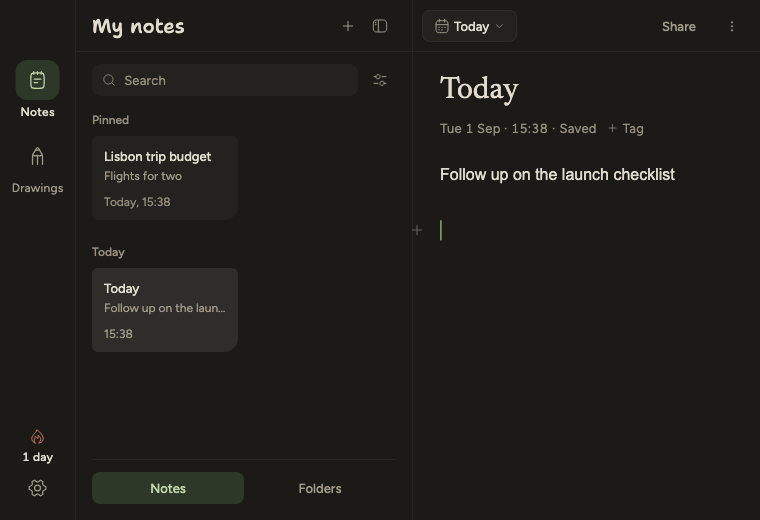 My notes
Today
Share
Search
Notes
Drawings
Pinned
Lisbon trip budget
Flights for two
Today, 15:38
Today
Today
Follow up on the laun...
15:38
1 day
Notes
Folders
Today
Tue 1 Sep · 15:38 · Saved + Tag
Follow up on the launch checklist